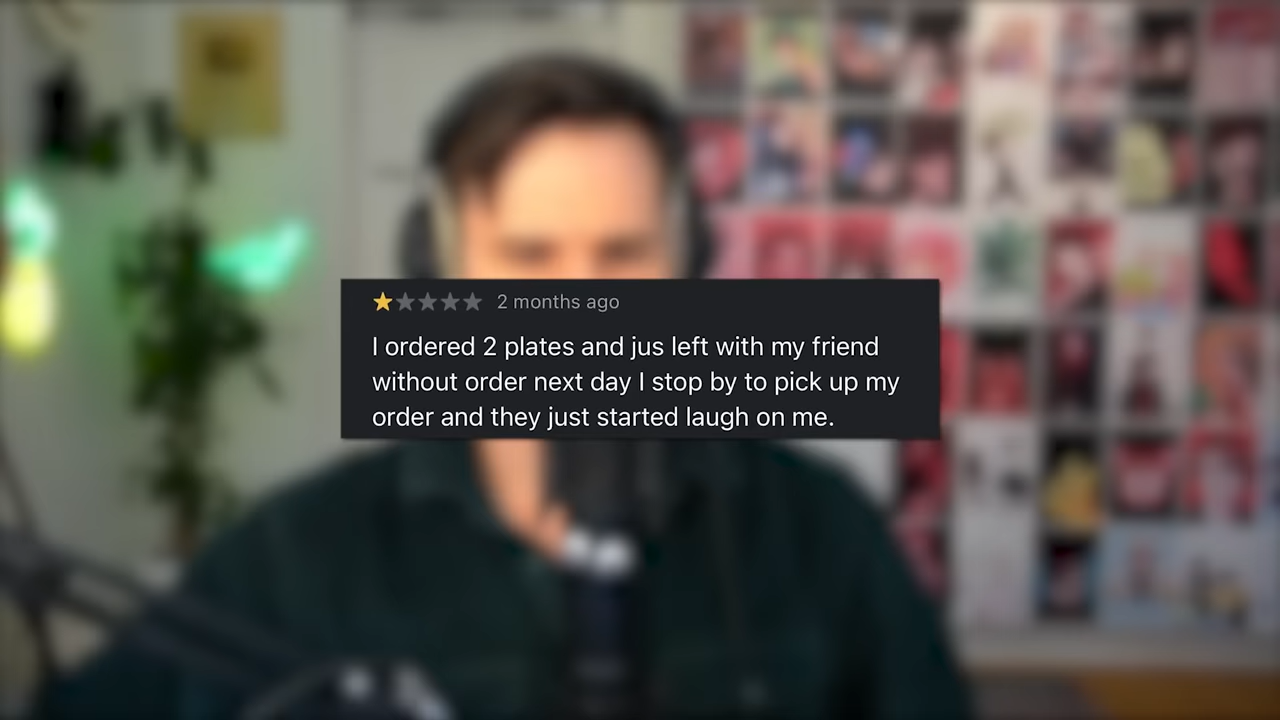 2 months ago
I ordered 2 plates and jus left with my friend
without order next day I stop by to pick up my
order and they just started laugh on me.